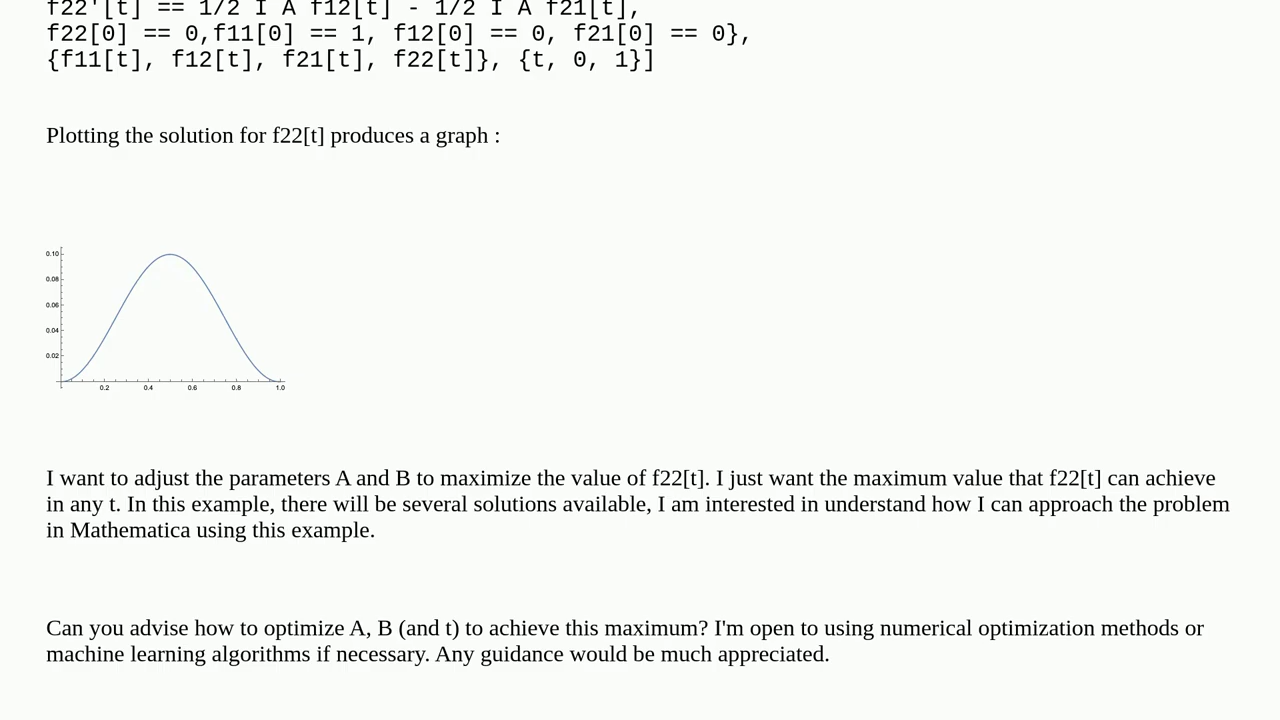 f22'[t] == 1/2 I A f12[t] - 1/2 I A f21[t],
f22[0] == 0,f11[0] == 1, f12[0] == 0, f21[0] == 0},
{f11[t], f12[t], f21[t], f22[t]}, {t, 0, 1}]
Plotting the solution for f22[t] produces a graph :
0.10
0.08
0.06
0.04
0.02
0.2 0.4 0.6 0.8 1.0
I want to adjust the parameters A and B to maximize the value of f22[t]. I just want the maximum value that f22[t] can achieve
in any t. In this example, there will be several solutions available, I am interested in understand how I can approach the problem
in Mathematica using this example.
Can you advise how to optimize A, B (and t) to achieve this maximum? I'm open to using numerical optimization methods or
machine learning algorithms if necessary. Any guidance would be much appreciated.